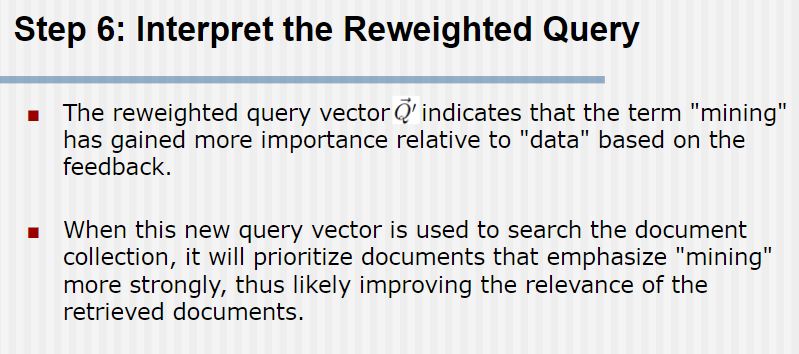 Step 6: Interpret the Reweighted Query
■ The reweighted query vector Q⃗′ indicates that the term "mining"
has gained more importance relative to "data" based on the
feedback.
■ When this new query vector is used to search the document
collection, it will prioritize documents that emphasize "mining"
more strongly, thus likely improving the relevance of the
retrieved documents.